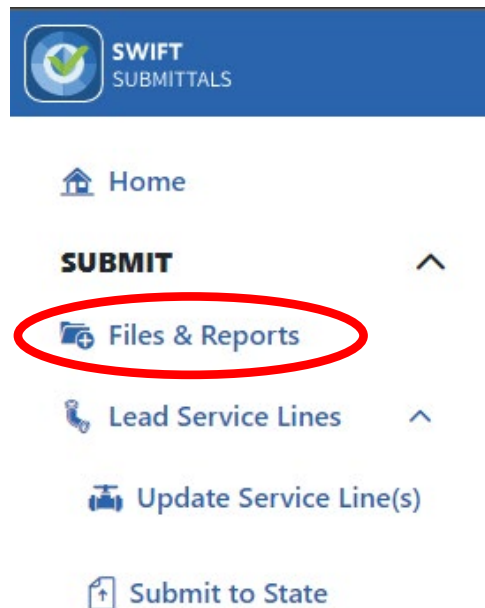 SWIFT
SUBMITTALS
Home
SUBMIT
Files & Reports
Lead Service Lines
Update Service Line(s)
Submit to State